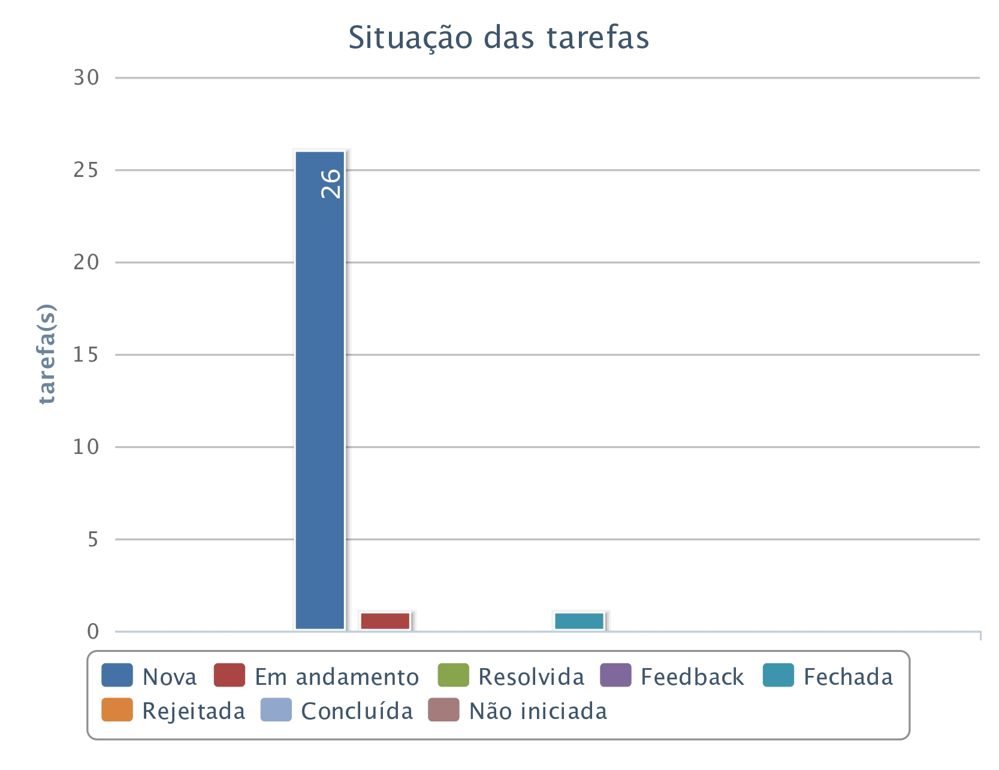 Situação das tarefas
30
25
20
15
10
5
0
tarefa(s)
26
Nova Em andamento Resolvida Feedback Fechada
Rejeitada Concluída Não iniciada